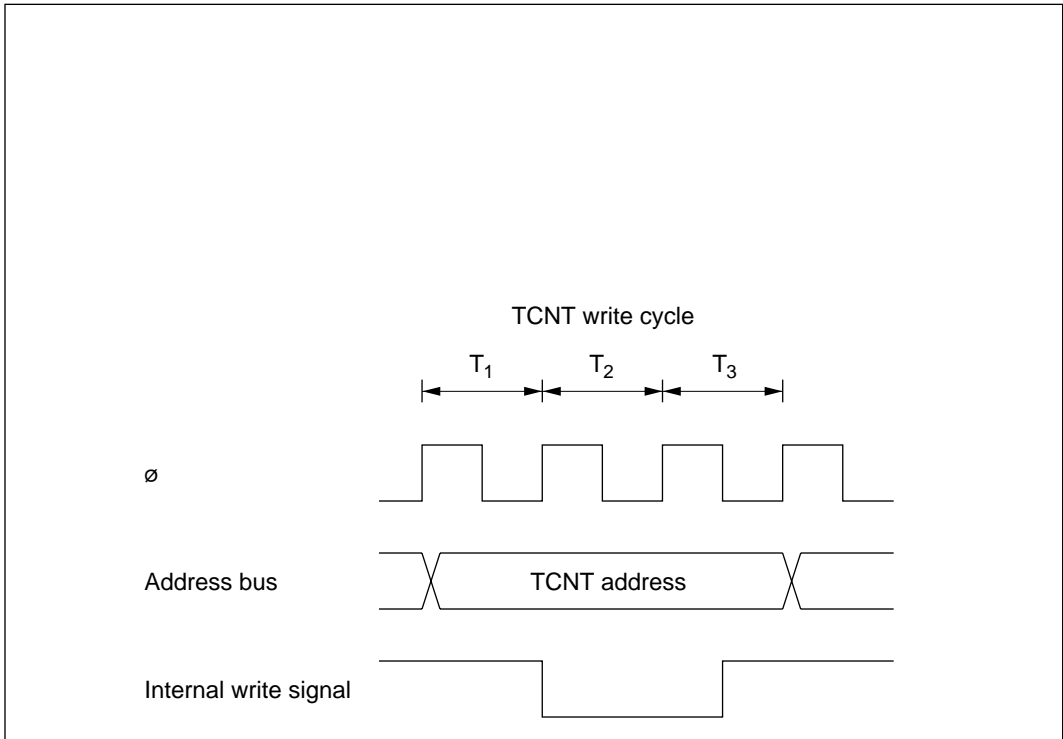 TCNT write cycle
T1 T2 T3
ø
Address bus
TCNT address
Internal write signal